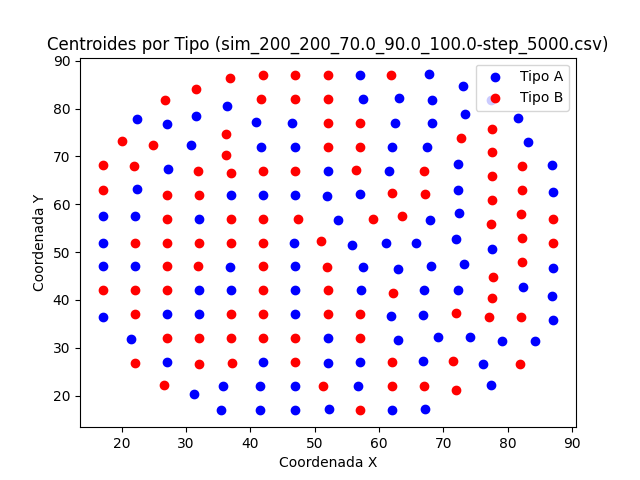 Centroides por Tipo (sim_200_200_70.0_90.0_100.0-step_5000.csv)
Tipo A
Tipo B
Coordenada Y
90
80
70
60
50
40
30
20
20 30 40 50 60 70 80 90
Coordenada X